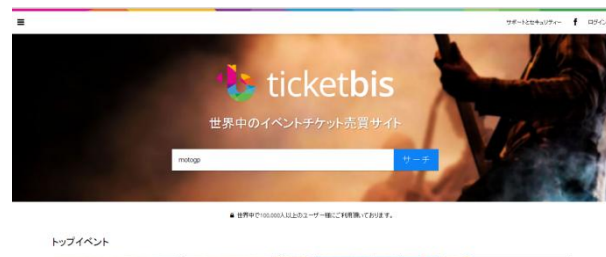 サポートとセキュリティー f ログイン
ticketbis
世界中のイベントチケット売買サイト
motogp サーチ
世界中で100.000人以上のユーザー様にご利用頂いております。
トップイベント